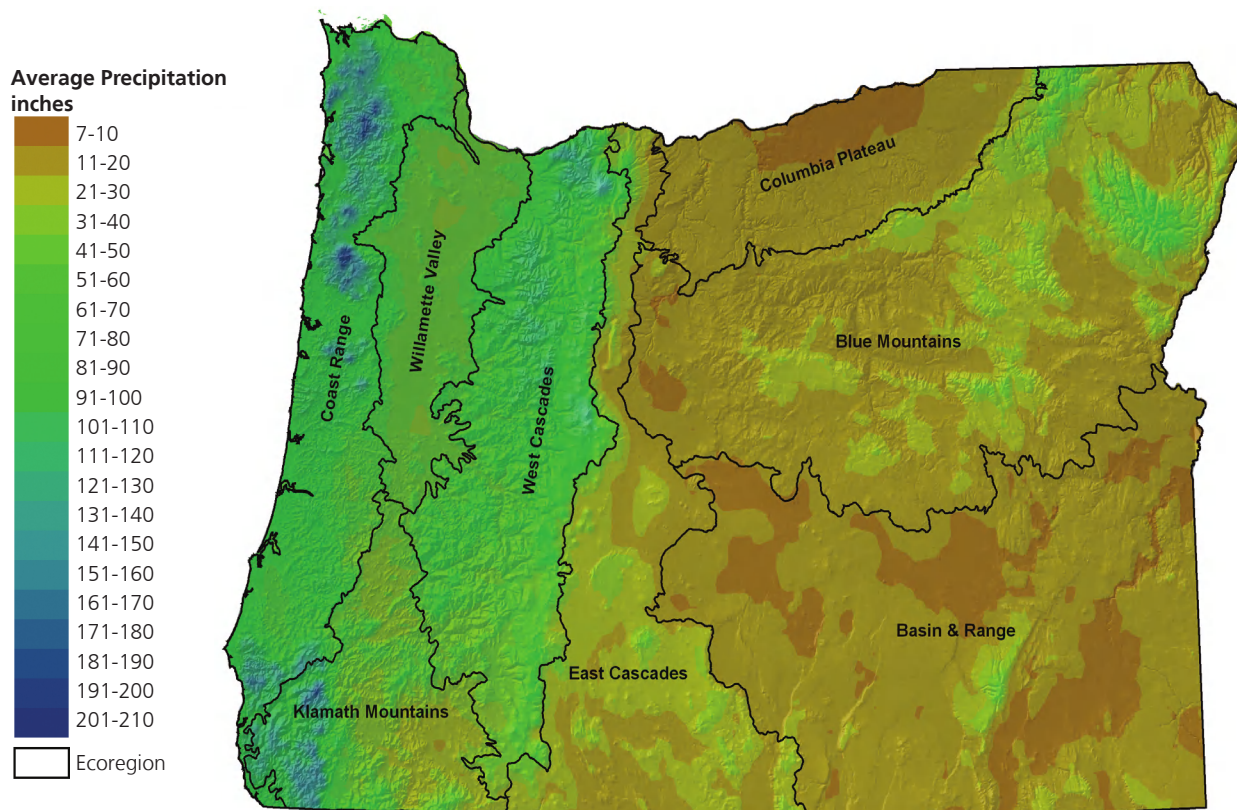 Average Precipitation
inches
7-10
11-20
21-30
31-40
41-50
51-60
61-70
71-80
81-90
91-100
101-110
111-120
121-130
131-140
141-150
151-160
161-170
171-180
181-190
191-200
201-210
Ecoregion
Columbia Plateau
Willamette Valley
Coast Range
West Cascades
Blue Mountains
Basin & Range
East Cascades
Klamath Mountains